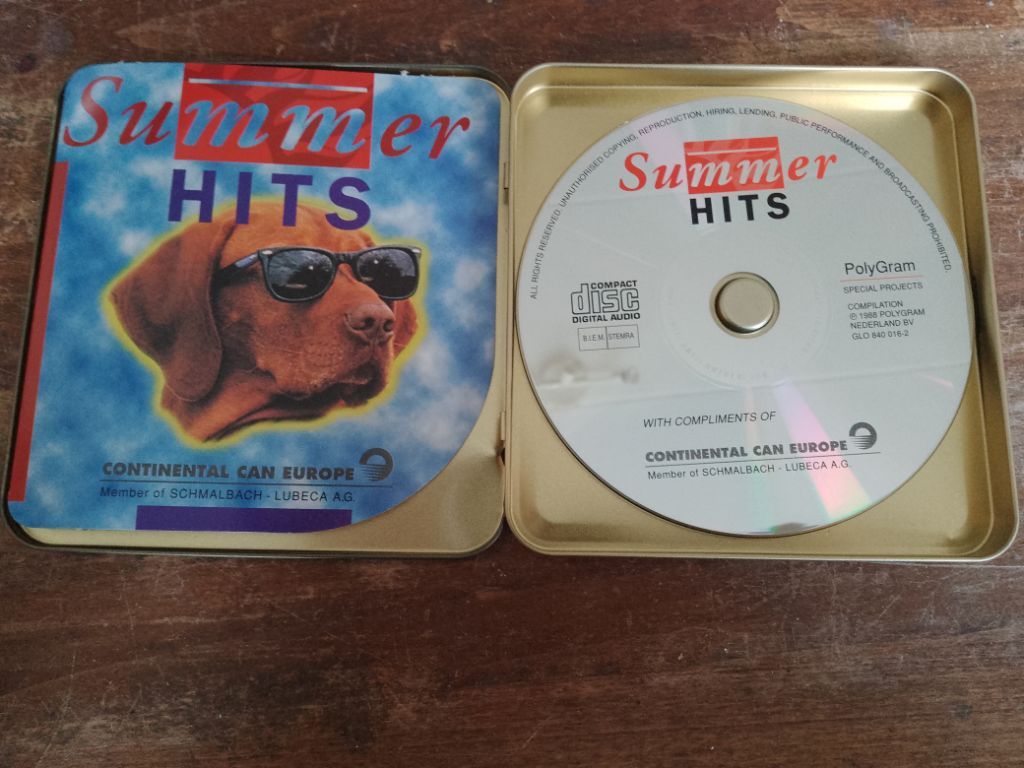 Summer
HITS
CONTINENTAL CAN EUROPE
Member of SCHMALBACH - LUBECA A.G.
ALL RIGHTS RESERVED. UNAUTHORISED COPYING, REPRODUCTION, HIRING, LENDING, PUBLIC PERFORMANCE AND BROADCASTING PROHIBITED.
Summer
HITS
COMPACT
disc
DIGITAL AUDIO
B.I.E.M. STEMRA
PolyGram
SPECIAL PROJECTS
COMPILATION
℗ 1988 POLYGRAM
NEDERLAND BV
GLO 840 016-2
WITH COMPLIMENTS OF
CONTINENTAL CAN EUROPE
Member of SCHMALBACH - LUBECA A.G.